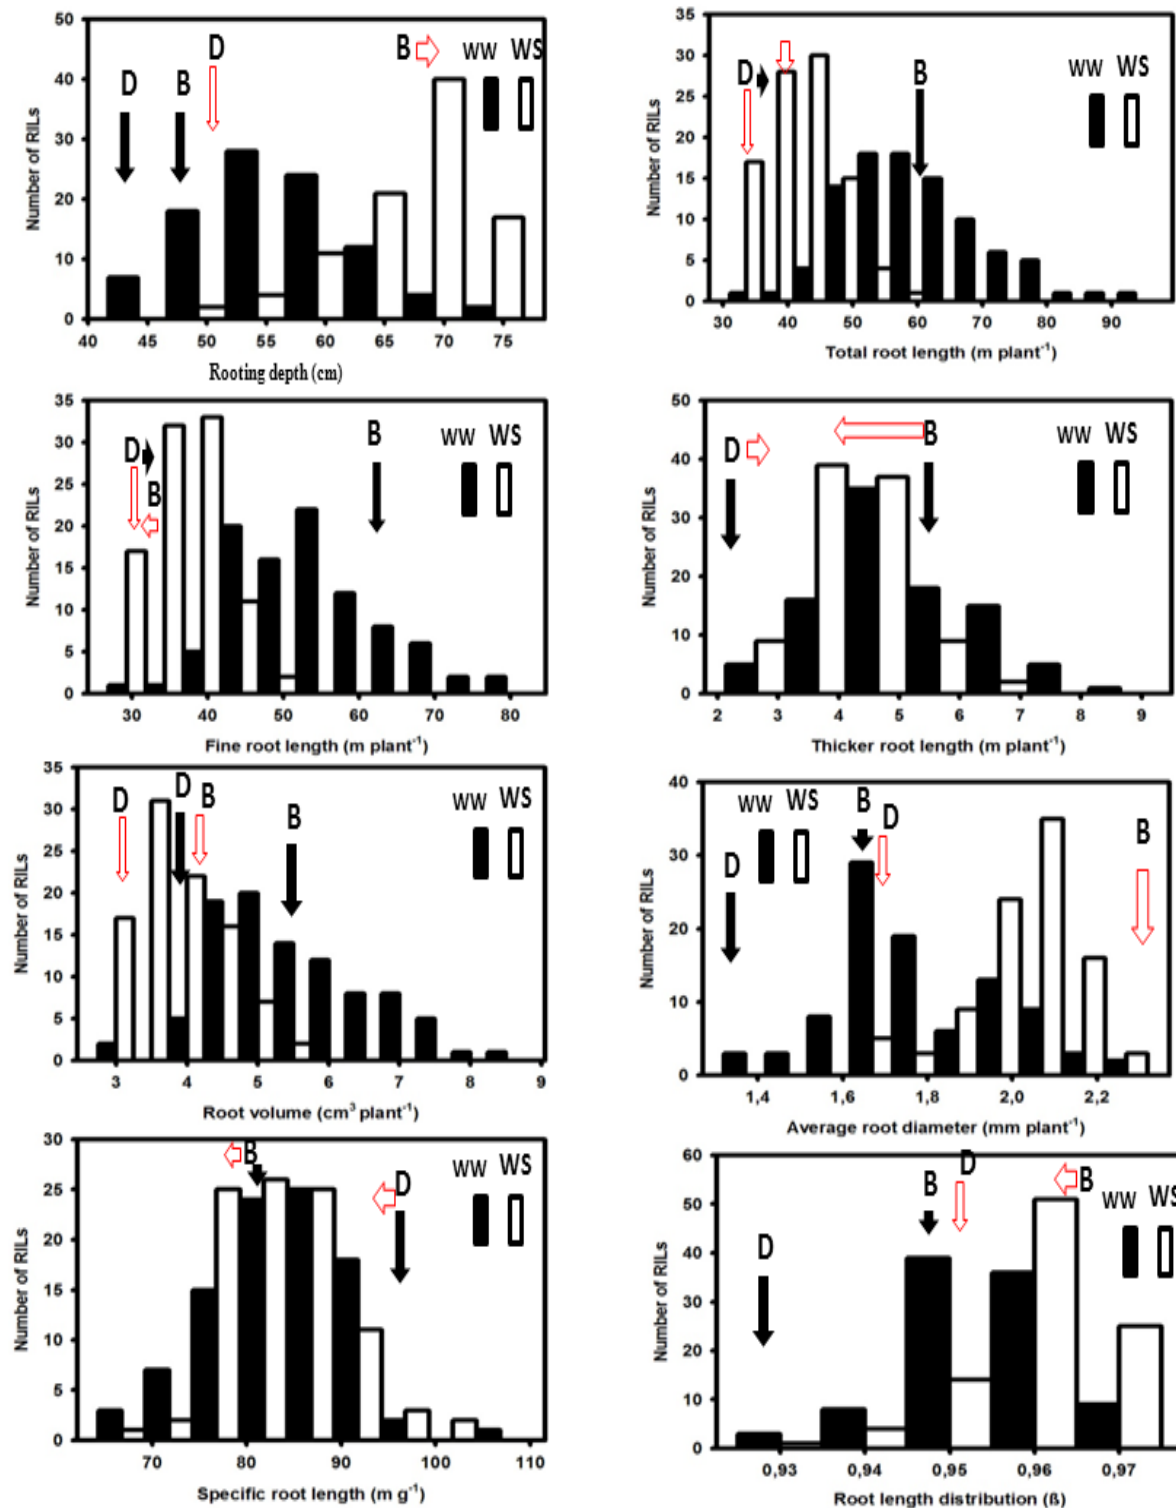 50
40
30
20
10
0
Number of RILs
D
B
D
B
WW
WS
40 45 50 55 60 65 70 75
Rooting depth (cm)
35
30
25
20
15
10
5
0
Number of RILs
D
B
WW
WS
30 40 50 60 70 80 90
Total root length (m plant⁻¹)
35
30
25
20
15
10
5
0
Number of RILs
D
B
B
WW
WS
30 40 50 60 70 80
Fine root length (m plant⁻¹)
50
40
30
20
10
0
Number of RILs
D
B
WW
WS
2 3 4 5 6 7 8 9
Thicker root length (m plant⁻¹)
35
30
25
20
15
10
5
0
Number of RILs
D
D
B
B
WW
WS
3 4 5 6 7 8 9
Root volume (cm³ plant⁻¹)
40
30
20
10
0
Number of RILs
WW
WS
D
B
D
B
1,4 1,6 1,8 2,0 2,2
Average root diameter (mm plant⁻¹)
30
25
20
15
10
5
0
Number of RILs
B
D
WW
WS
70 80 90 100 110
Specific root length (m g⁻¹)
60
50
40
30
20
10
0
Number of RILs
D
B
D
B
WW
WS
0,93 0,94 0,95 0,96 0,97
Root length distribution (ß)